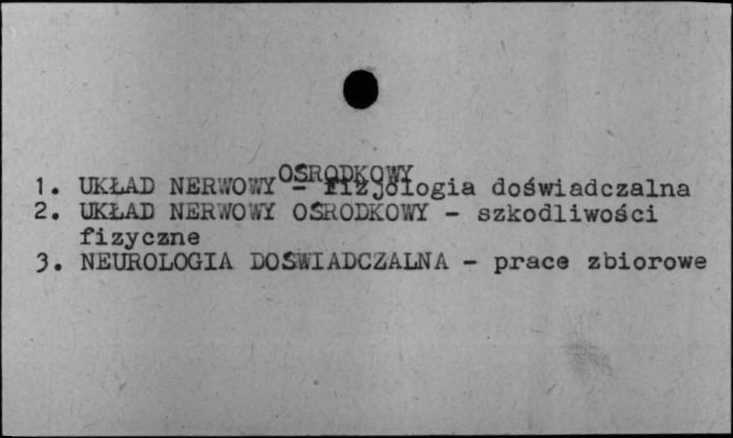 OŚRODKOWY
1. UKŁAD NERWOWY - fizjologia doświadczalna
2. UKŁAD NERWOWY OŚRODKOWY - szkodliwości
fizyczne
3. NEUROLOGIA DOŚWIADCZALNA - prace zbiorowe